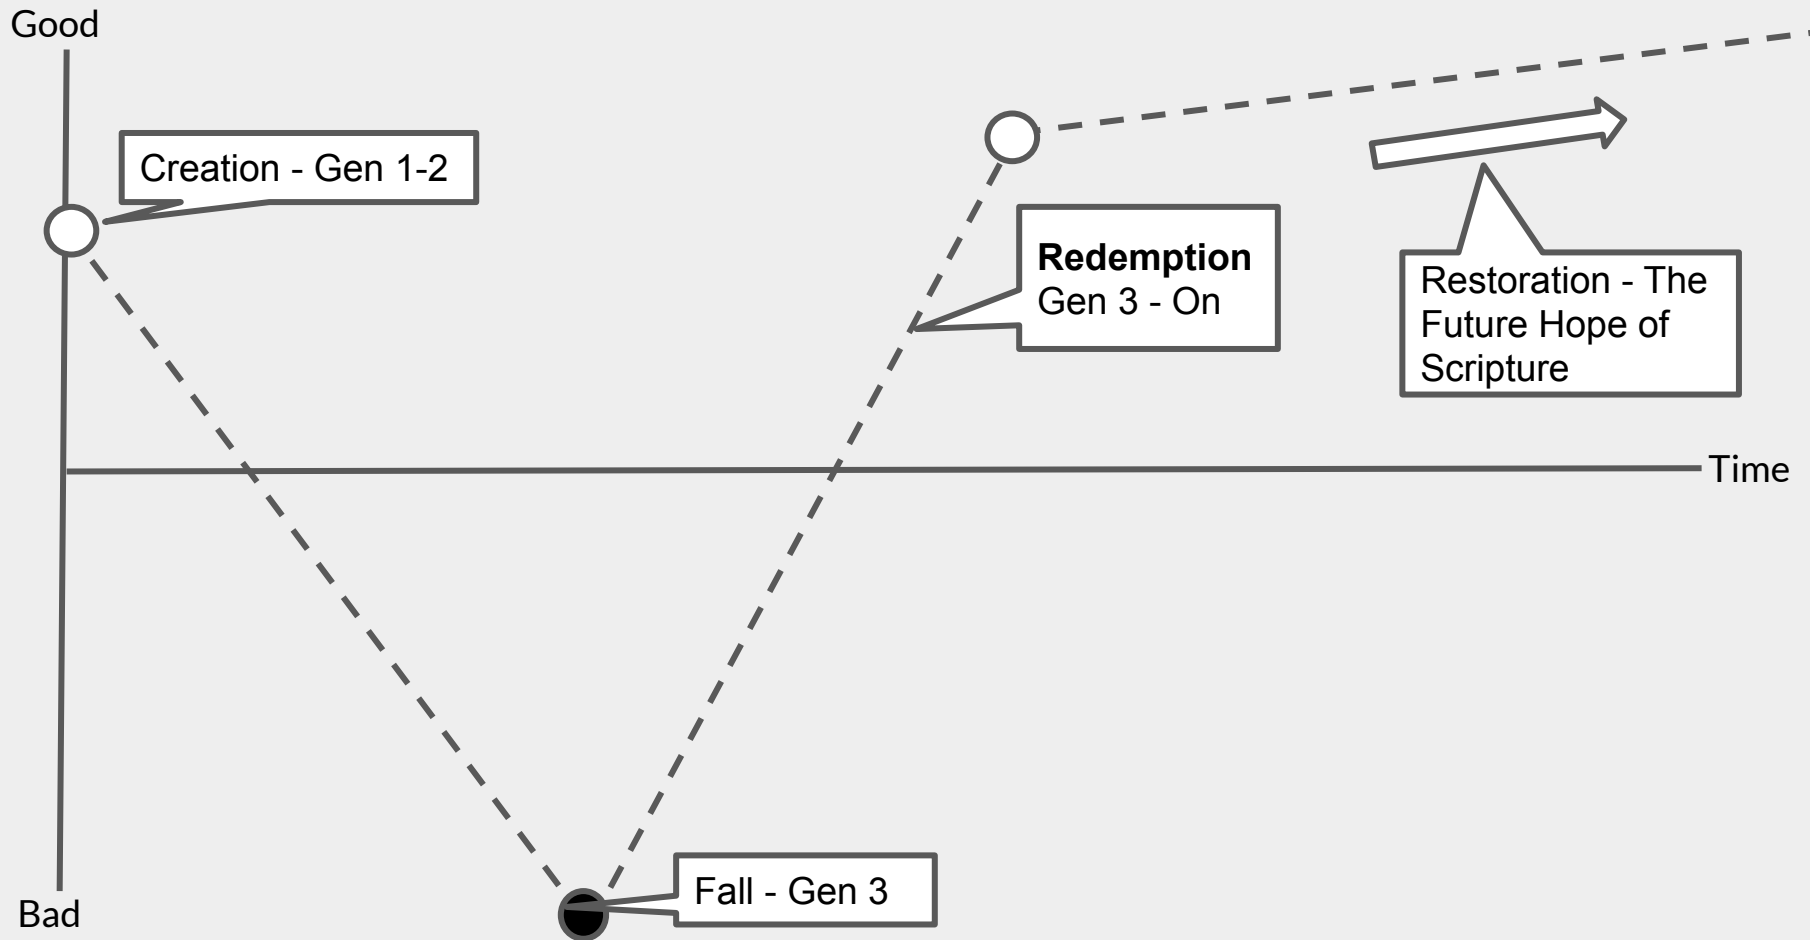 Good
Creation - Gen 1-2
Redemption
Gen 3 - On
Restoration - The
Future Hope of
Scripture
Time
Fall - Gen 3
Bad